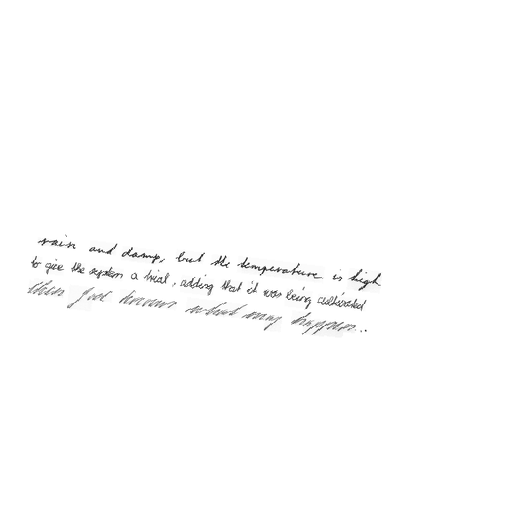 rain and damp, but the temperature is high
to give the system a trial, adding that it was being cultivated
then God knows what may happen..